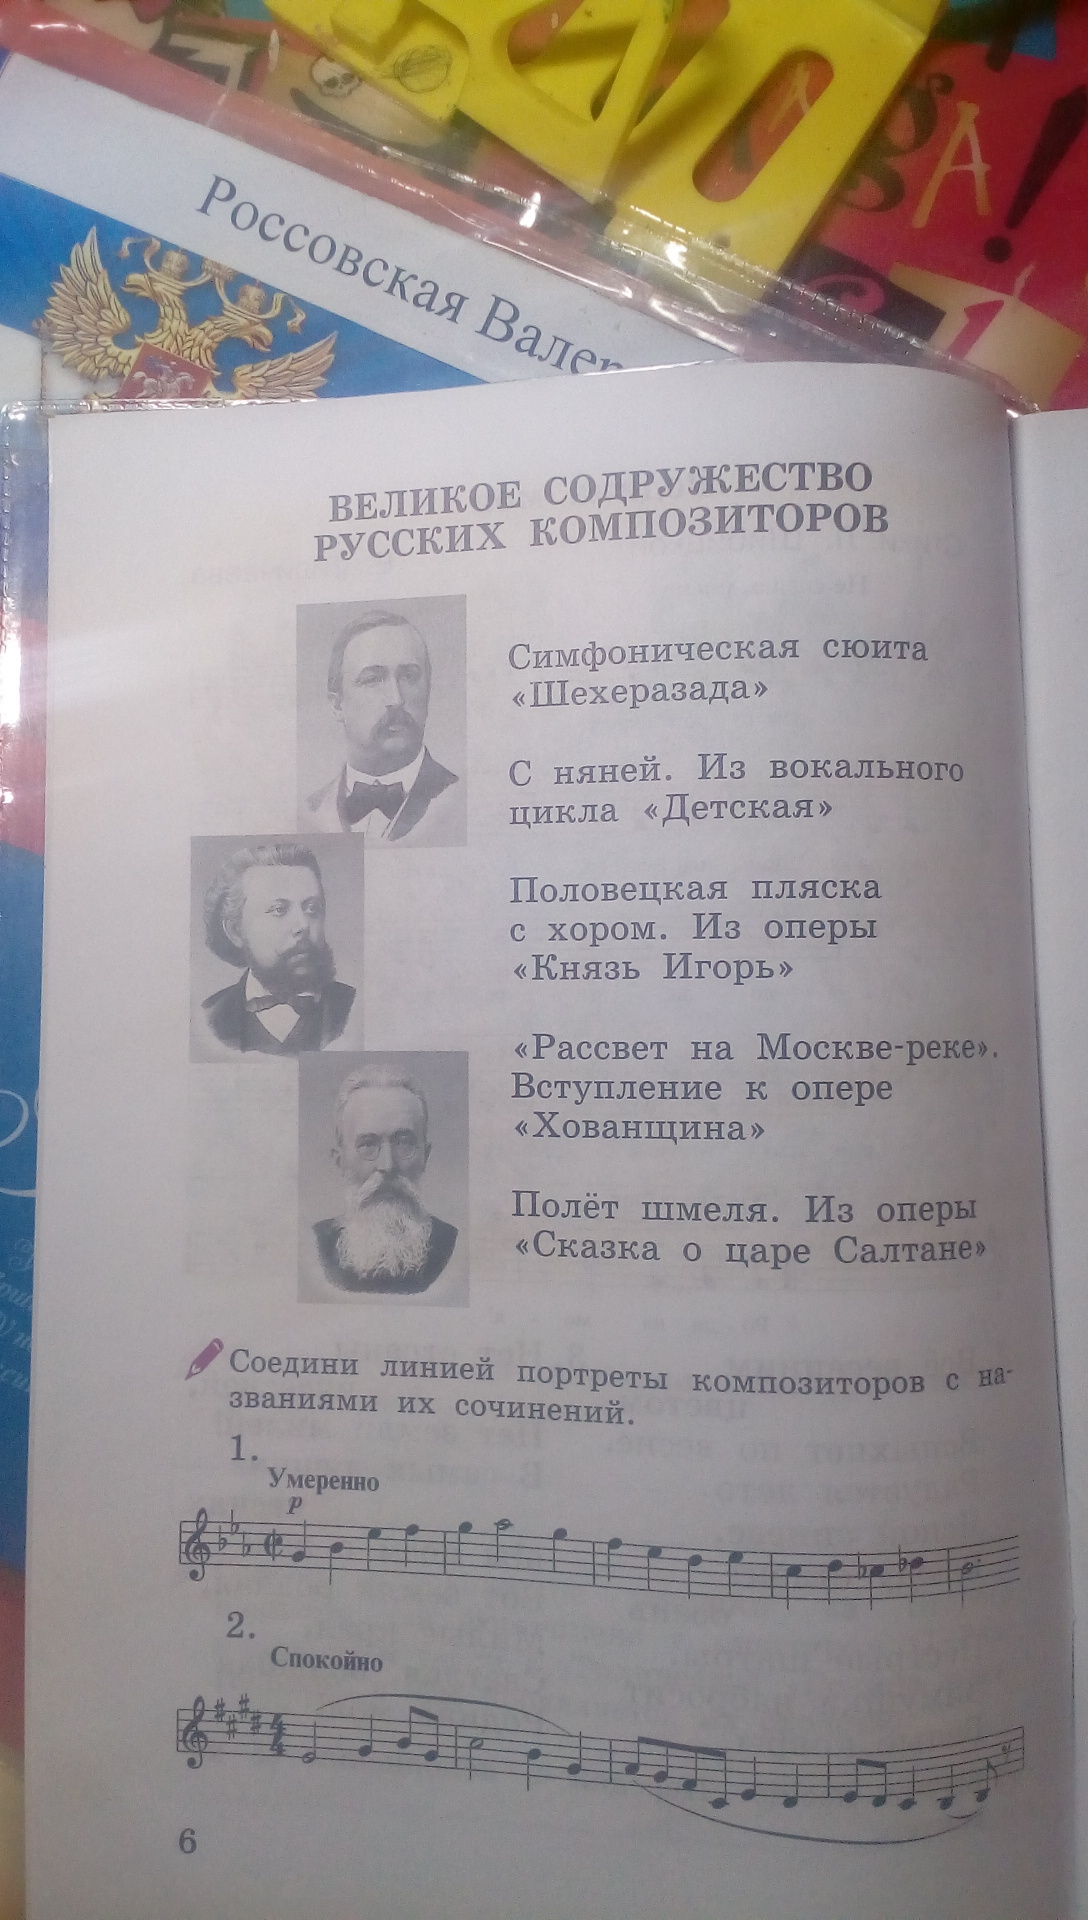 Россовская
А!
ВЕЛИКОЕ СОДРУЖЕСТВО
РУССКИХ КОМПОЗИТОРОВ
Симфоническая сюита
«Шехеразада»
С няней. Из вокального
цикла «Детская»
Половецкая пляска
с хором. Из оперы
«Князь Игорь»
«Рассвет на Москве-реке».
Вступление к опере
«Хованщина»
Полёт шмеля. Из оперы
«Сказка о царе Салтане»
Соедини линией портреты композиторов с на-
званиями их сочинений.
1.
Умеренно
p
2.
Спокойно
4
4
6